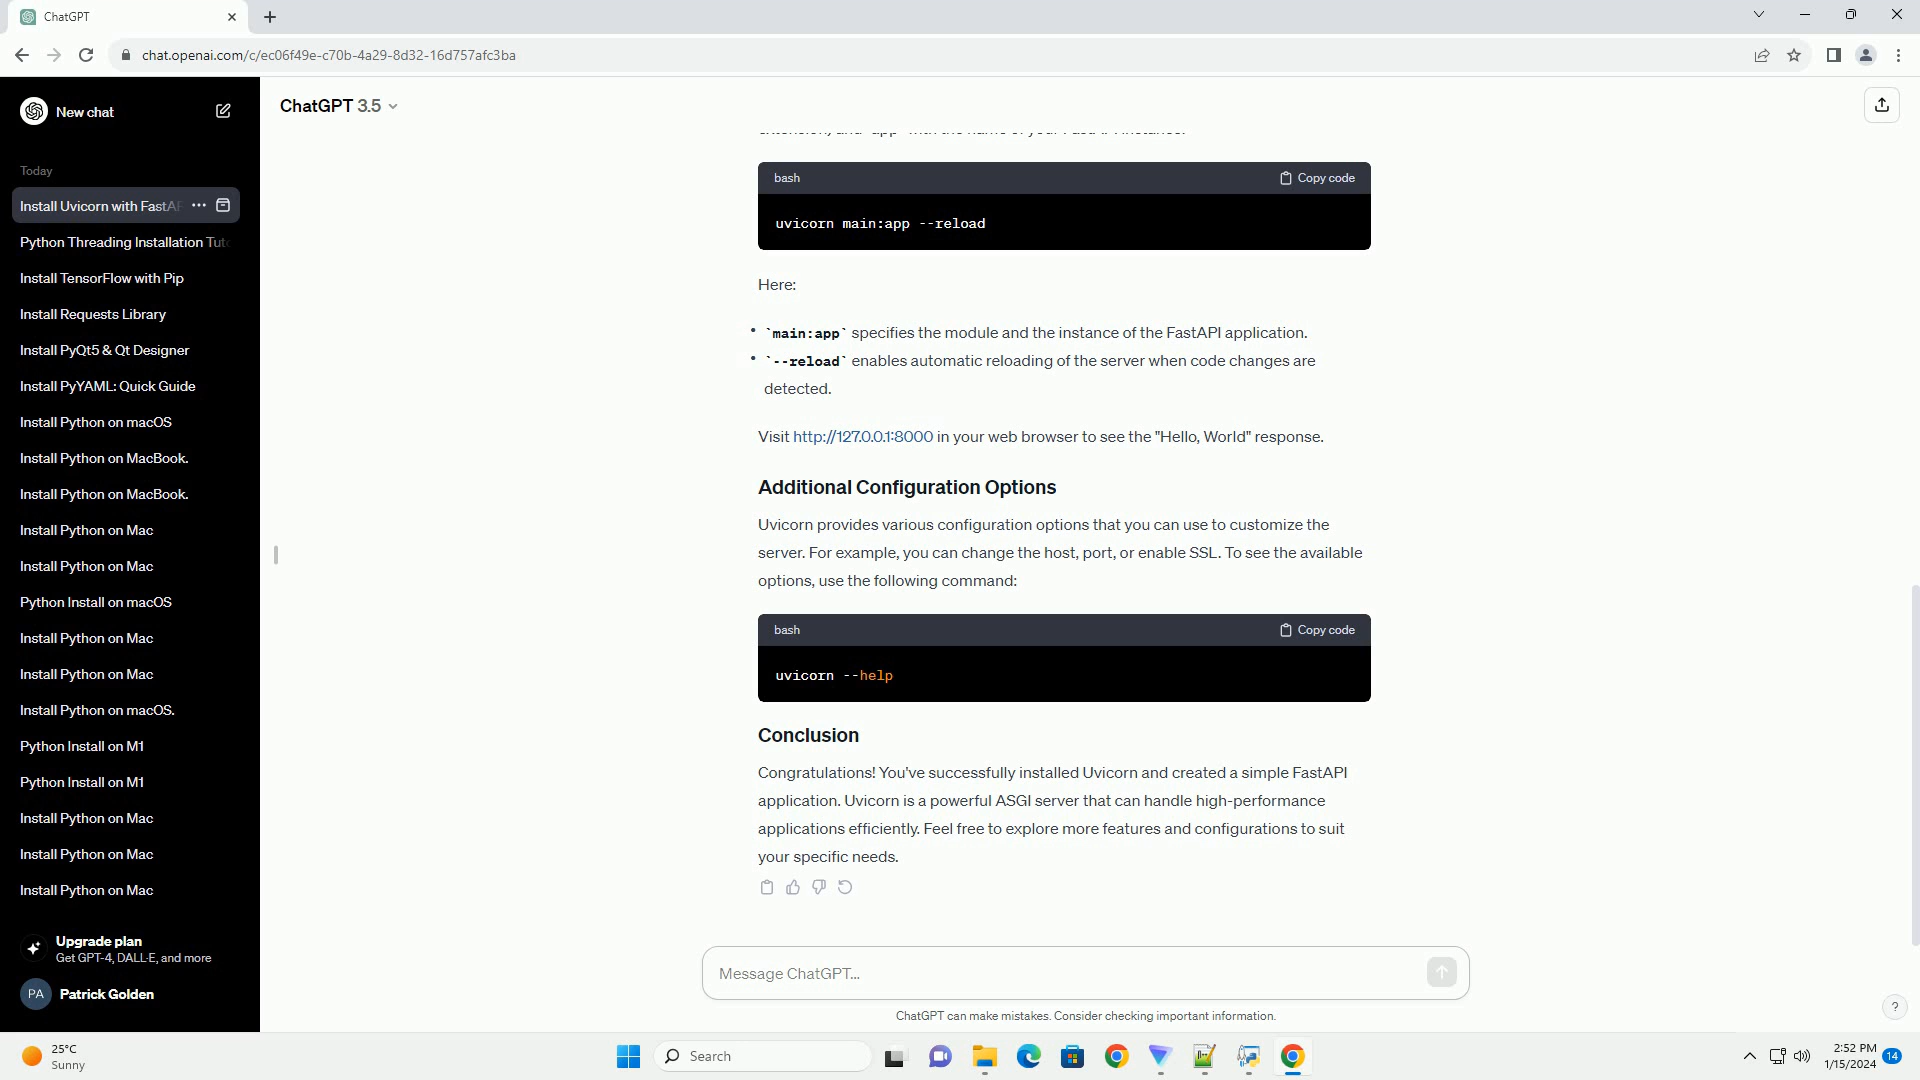 ChatGPT
chat.openai.com/c/ec06f49e-c70b-4a29-8d32-16d757afc3ba
New chat
Today
Install Uvicorn with FastAP
Python Threading Installation Tuto
Install TensorFlow with Pip
Install Requests Library
Install PyQt5 & Qt Designer
Install PyYAML: Quick Guide
Install Python on macOS
Install Python on MacBook.
Install Python on MacBook.
Install Python on Mac
Install Python on Mac
Python Install on macOS
Install Python on Mac
Install Python on Mac
Install Python on macOS.
Python Install on M1
Python Install on M1
Install Python on Mac
Install Python on Mac
Install Python on Mac
Upgrade plan
Get GPT-4, DALL·E, and more
PA Patrick Golden
ChatGPT 3.5
bash Copy code
uvicorn main:app --reload
Here:
• `main:app` specifies the module and the instance of the FastAPI application.
• `--reload` enables automatic reloading of the server when code changes are
detected.
Visit http://127.0.0.1:8000 in your web browser to see the "Hello, World" response.
Additional Configuration Options
Uvicorn provides various configuration options that you can use to customize the
server. For example, you can change the host, port, or enable SSL. To see the available
options, use the following command:
bash Copy code
uvicorn --help
Conclusion
Congratulations! You've successfully installed Uvicorn and created a simple FastAPI
application. Uvicorn is a powerful ASGI server that can handle high-performance
applications efficiently. Feel free to explore more features and configurations to suit
your specific needs.
Message ChatGPT...
ChatGPT can make mistakes. Consider checking important information.
?
25°C
Sunny
Search
2:52 PM
1/15/2024
14